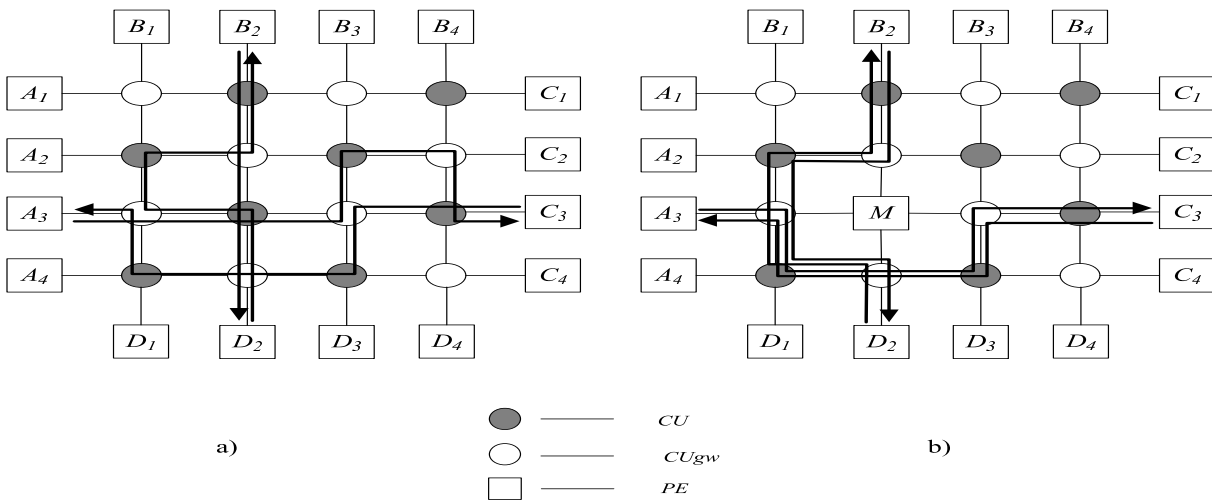 B1 B2 B3 B4 B1 B2 B3 B4
A1 C1 A1 C1
A2 C2 A2 C2
A3 C3 A3 M C3
A4 C4 A4 C4
D1 D2 D3 D4 D1 D2 D3 D4
CU
a) CUgw b)
PE